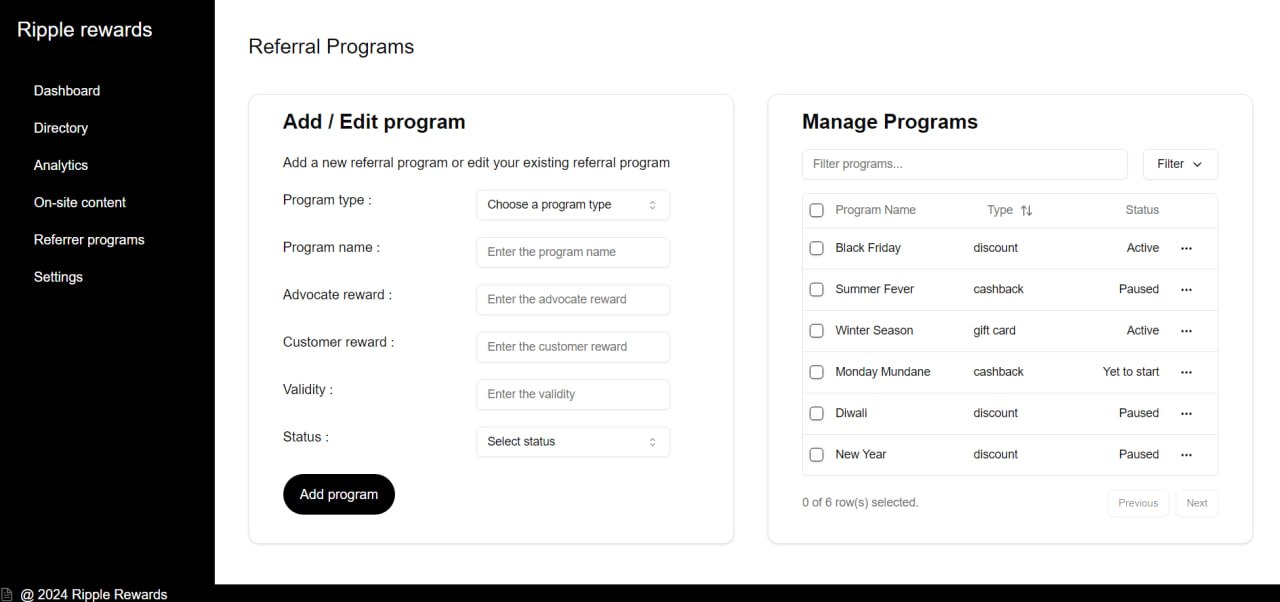 Ripple rewards
Dashboard
Directory
Analytics
On-site content
Referrer programs
Settings
Referral Programs
Add / Edit program
Add a new referral program or edit your existing referral program
Program type :
Choose a program type
Program name :
Enter the program name
Advocate reward :
Enter the advocate reward
Customer reward :
Enter the customer reward
Validity :
Enter the validity
Status :
Select status
Add program
Manage Programs
Filter programs...
Filter
Program Name Type Status
Black Friday discount Active
Summer Fever cashback Paused
Winter Season gift card Active
Monday Mundane cashback Yet to start
Diwali discount Paused
New Year discount Paused
0 of 6 row(s) selected.
Previous
Next
@ 2024 Ripple Rewards